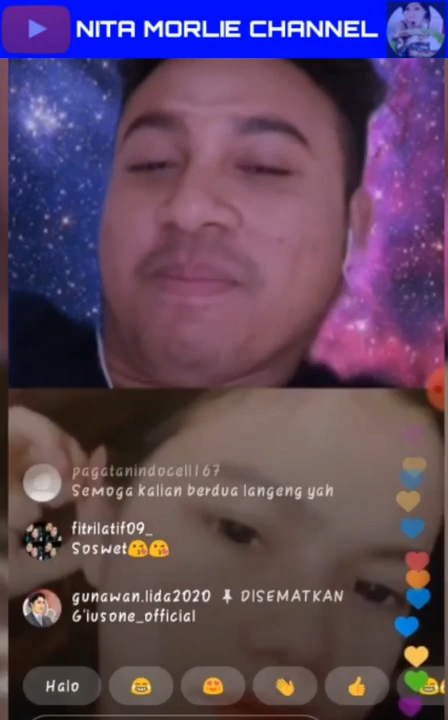 NITA MORLIE CHANNEL
pagatanindocell167
Semoga kalian berdua langeng yah
fitrilatif09_
Soswet😘😘
gunawan.lida2020 📌 DISEMATKAN
G'iusone_official
Halo